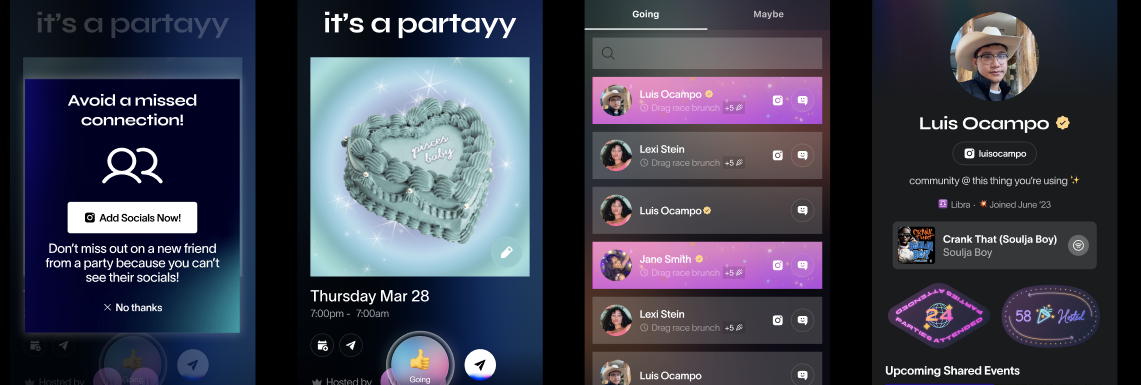 it's a partayy
Avoid a missed
connection!
Add Socials Now!
Don't miss out on a new friend
from a party because you can't
see their socials!
No thanks
Hosted by
Going
it's a partayy
pisces
baby
Thursday Mar 28
7:00pm - 7:00am
Going
Hosted by
Going
Maybe
Luis Ocampo
Drag race brunch +5
Lexi Stein
Drag race brunch +5
Luis Ocampo
Jane Smith
Drag race brunch +5
Lexi Stein
Drag race brunch +5
Luis Ocampo
Luis Ocampo
luisocampo
community @ this thing you're using ✨
Libra · Joined June '23
CRANK
THAT
Crank That (Soulja Boy)
Soulja Boy
PARTIES ATTENDED
24
PARTIES ATTENDED
58 Hosted
Upcoming Shared Events